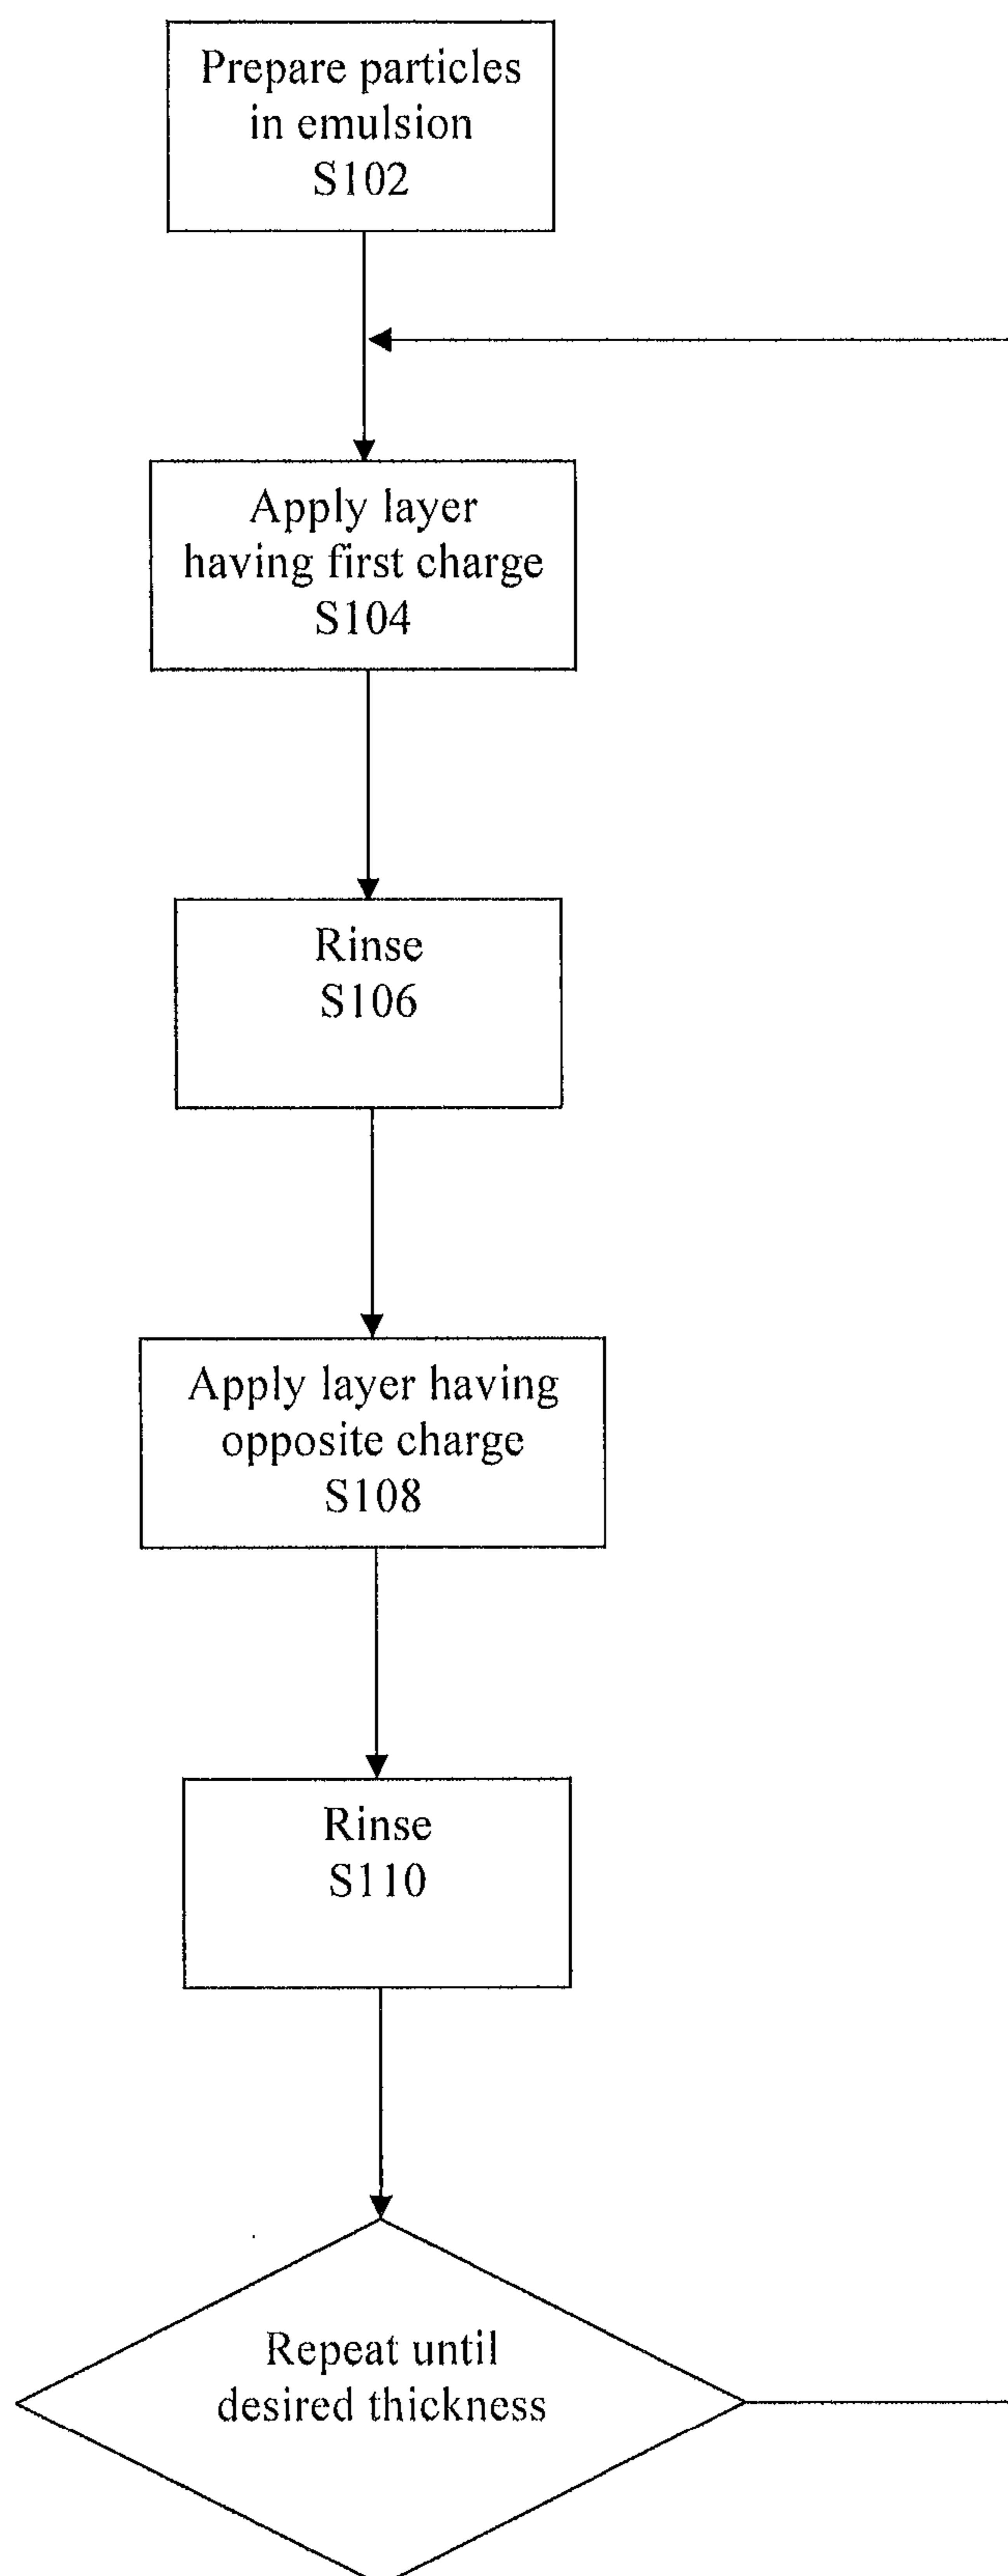 Prepare particles
in emulsion
S102
Apply layer
having first charge
S104
Rinse
S106
Apply layer having
opposite charge
S108
Rinse
S110
Repeat until
desired thickness